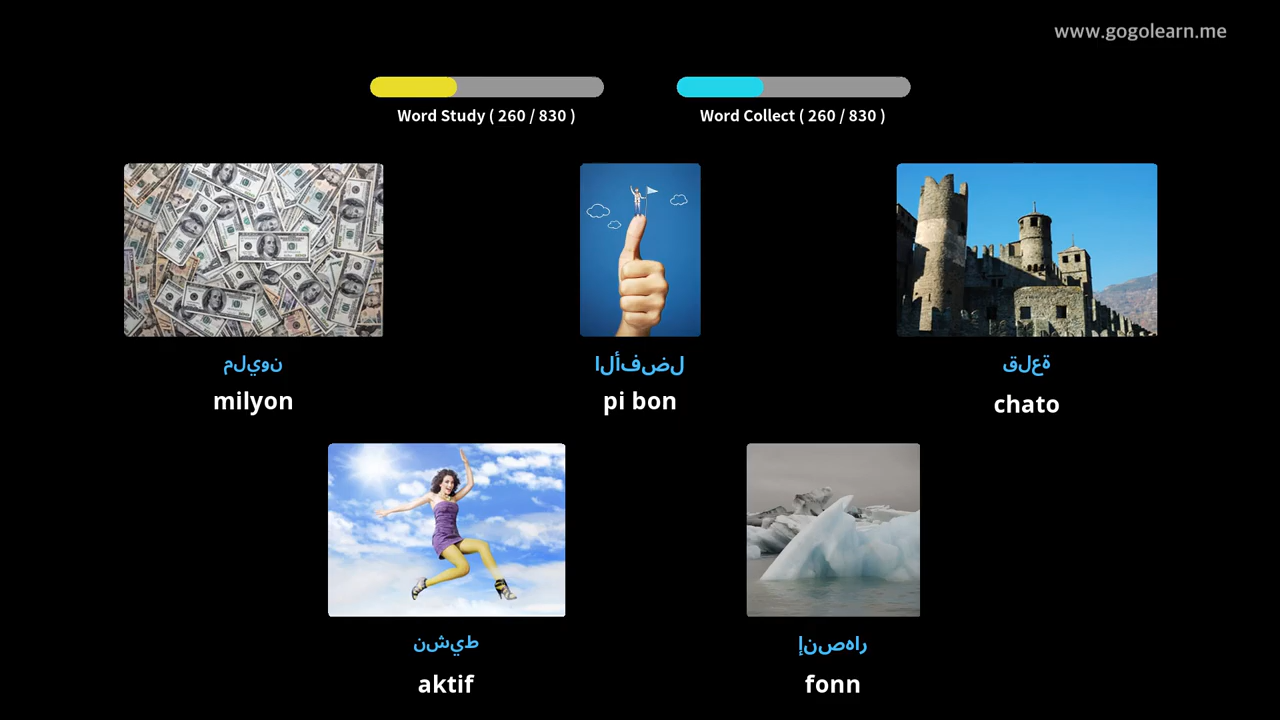 www.gogolearn.me
Word Study ( 260 / 830 )
Word Collect ( 260 / 830 )
مليون
الأفضل
قلعة
milyon
pi bon
chato
نشيط
إنصهار
aktif
fonn